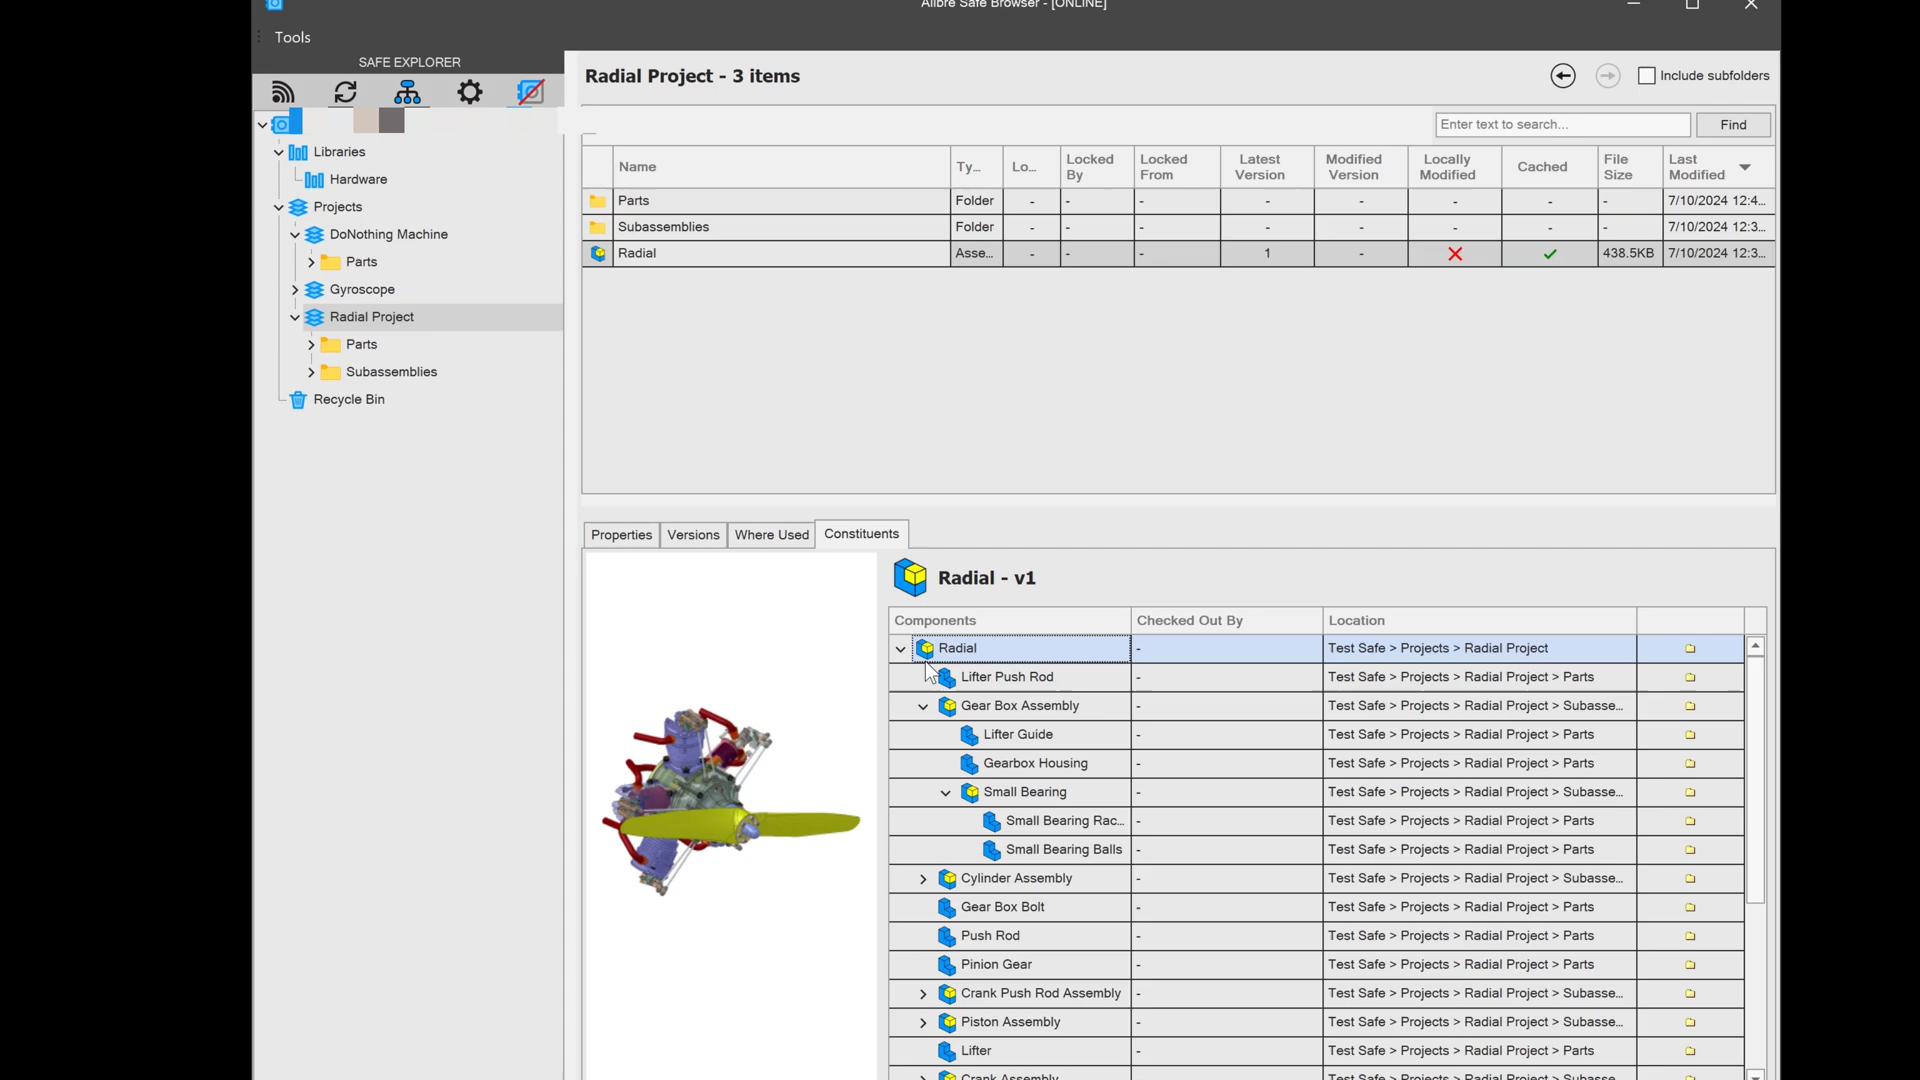 Alibre Safe Browser - [ONLINE]
Tools
SAFE EXPLORER
Libraries
Hardware
Projects
DoNothing Machine
Parts
Gyroscope
Radial Project
Parts
Subassemblies
Recycle Bin
Radial Project - 3 items
Include subfolders
Enter text to search... Find
Name Ty... Lo... Locked By Locked From Latest Version Modified Version Locally Modified Cached File Size Last Modified
Parts Folder - - - - - - - - 7/10/2024 12:4...
Subassemblies Folder - - - - - - - - 7/10/2024 12:3...
Radial Asse... - - - 1 - 438.5KB 7/10/2024 12:3...
Properties Versions Where Used Constituents
Radial - v1
Components Checked Out By Location
Radial - Test Safe > Projects > Radial Project
Lifter Push Rod - Test Safe > Projects > Radial Project > Parts
Gear Box Assembly - Test Safe > Projects > Radial Project > Subasse...
Lifter Guide - Test Safe > Projects > Radial Project > Parts
Gearbox Housing - Test Safe > Projects > Radial Project > Parts
Small Bearing - Test Safe > Projects > Radial Project > Subasse...
Small Bearing Rac... - Test Safe > Projects > Radial Project > Parts
Small Bearing Balls - Test Safe > Projects > Radial Project > Parts
Cylinder Assembly - Test Safe > Projects > Radial Project > Subasse...
Gear Box Bolt - Test Safe > Projects > Radial Project > Parts
Push Rod - Test Safe > Projects > Radial Project > Parts
Pinion Gear - Test Safe > Projects > Radial Project > Parts
Crank Push Rod Assembly - Test Safe > Projects > Radial Project > Subasse...
Piston Assembly - Test Safe > Projects > Radial Project > Subasse...
Lifter - Test Safe > Projects > Radial Project > Parts
Crank Assembly